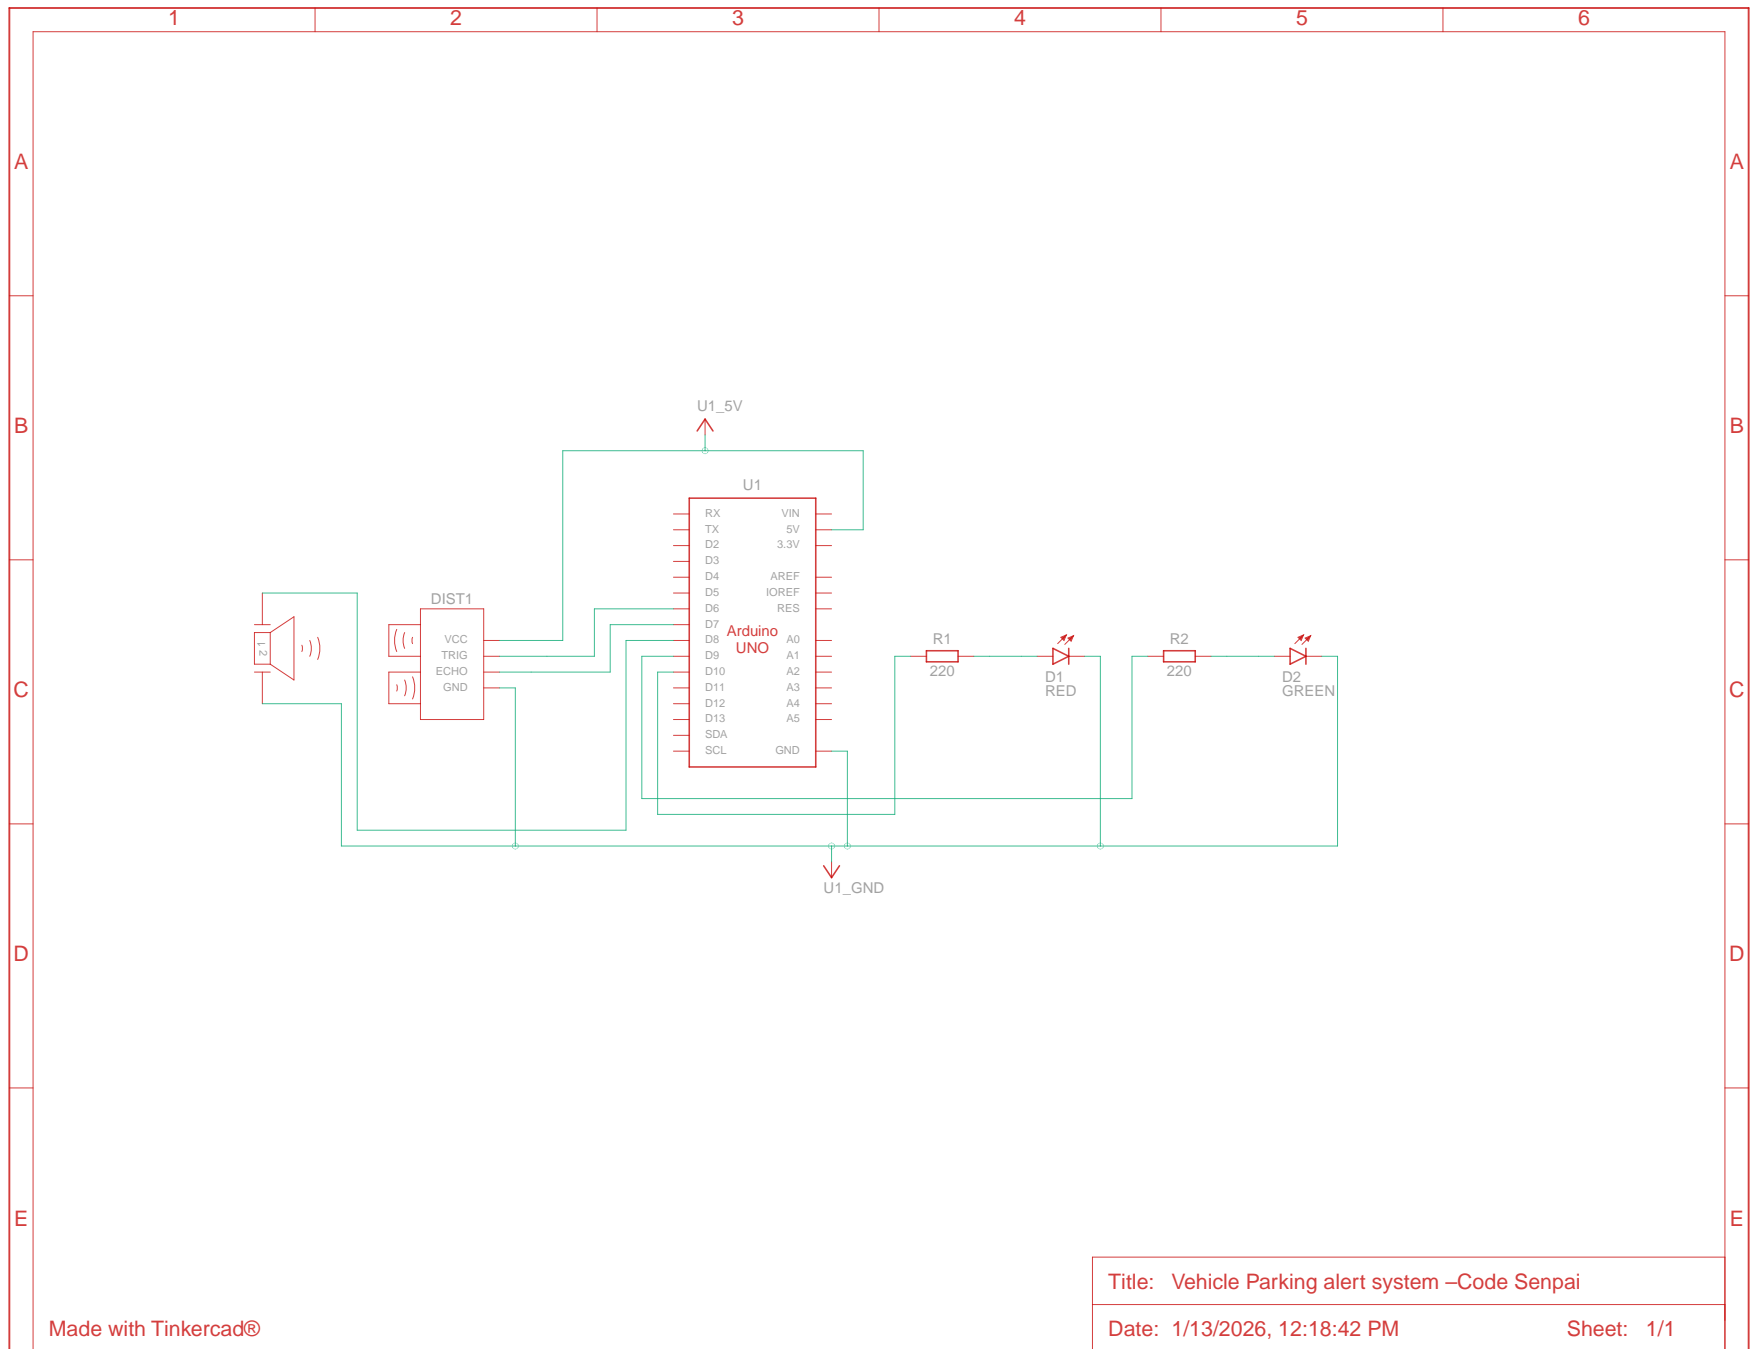 1 2 3 4 5 6
A A
B B
U1_5V
U1
RX VIN
TX 5V
D2 3.3V
D3
D4 AREF
D5 IOREF
D6 RES
D7
D8 A0
D9 A1
D10 A2
D11 A3
D12 A4
D13 A5
SDA
SCL GND
Arduino
UNO
DIST1
VCC
TRIG
ECHO
GND
1 2
R1
220
D1
RED
R2
220
D2
GREEN
C C
U1_GND
D D
E E
Title: Vehicle Parking alert system –Code Senpai
Made with Tinkercad®
Date: 1/13/2026, 12:18:42 PM Sheet: 1/1